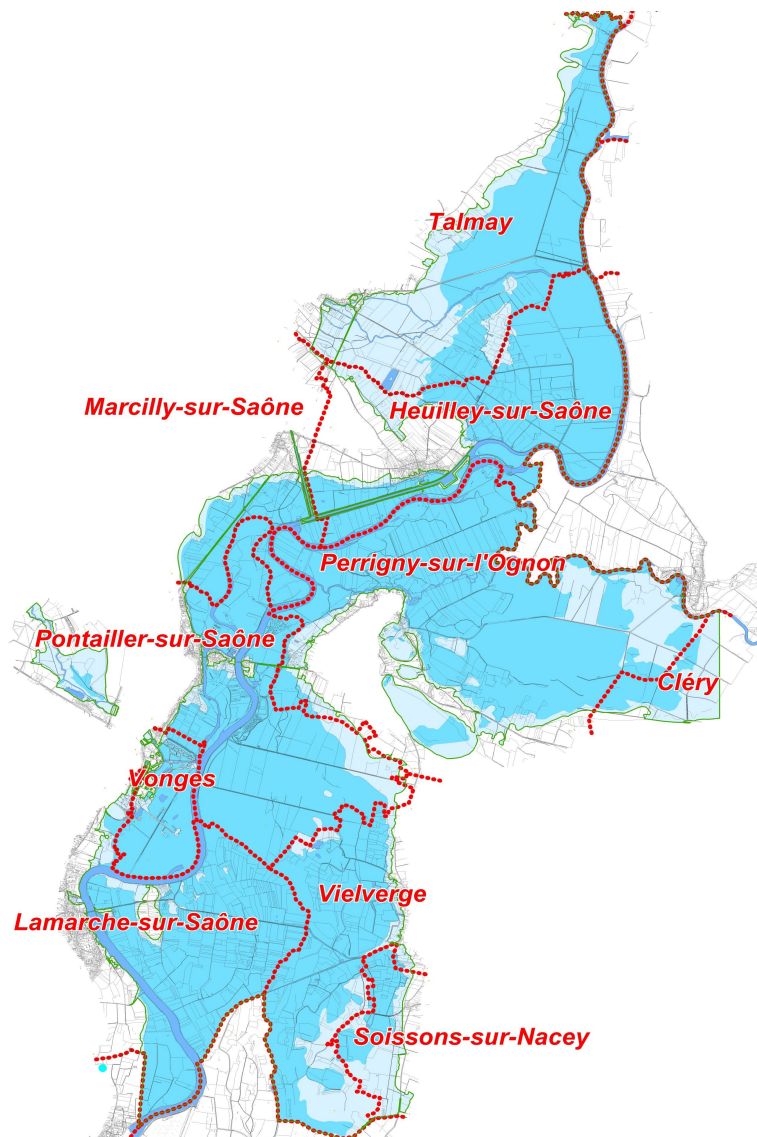 Talmay
Marcilly-sur-Saône
Heuilley-sur-Saône
Perrigny-sur-l'Ognon
Pontailler-sur-Saône
Cléry
Vonges
Vielverge
Lamarche-sur-Saône
Soissons-sur-Nacey